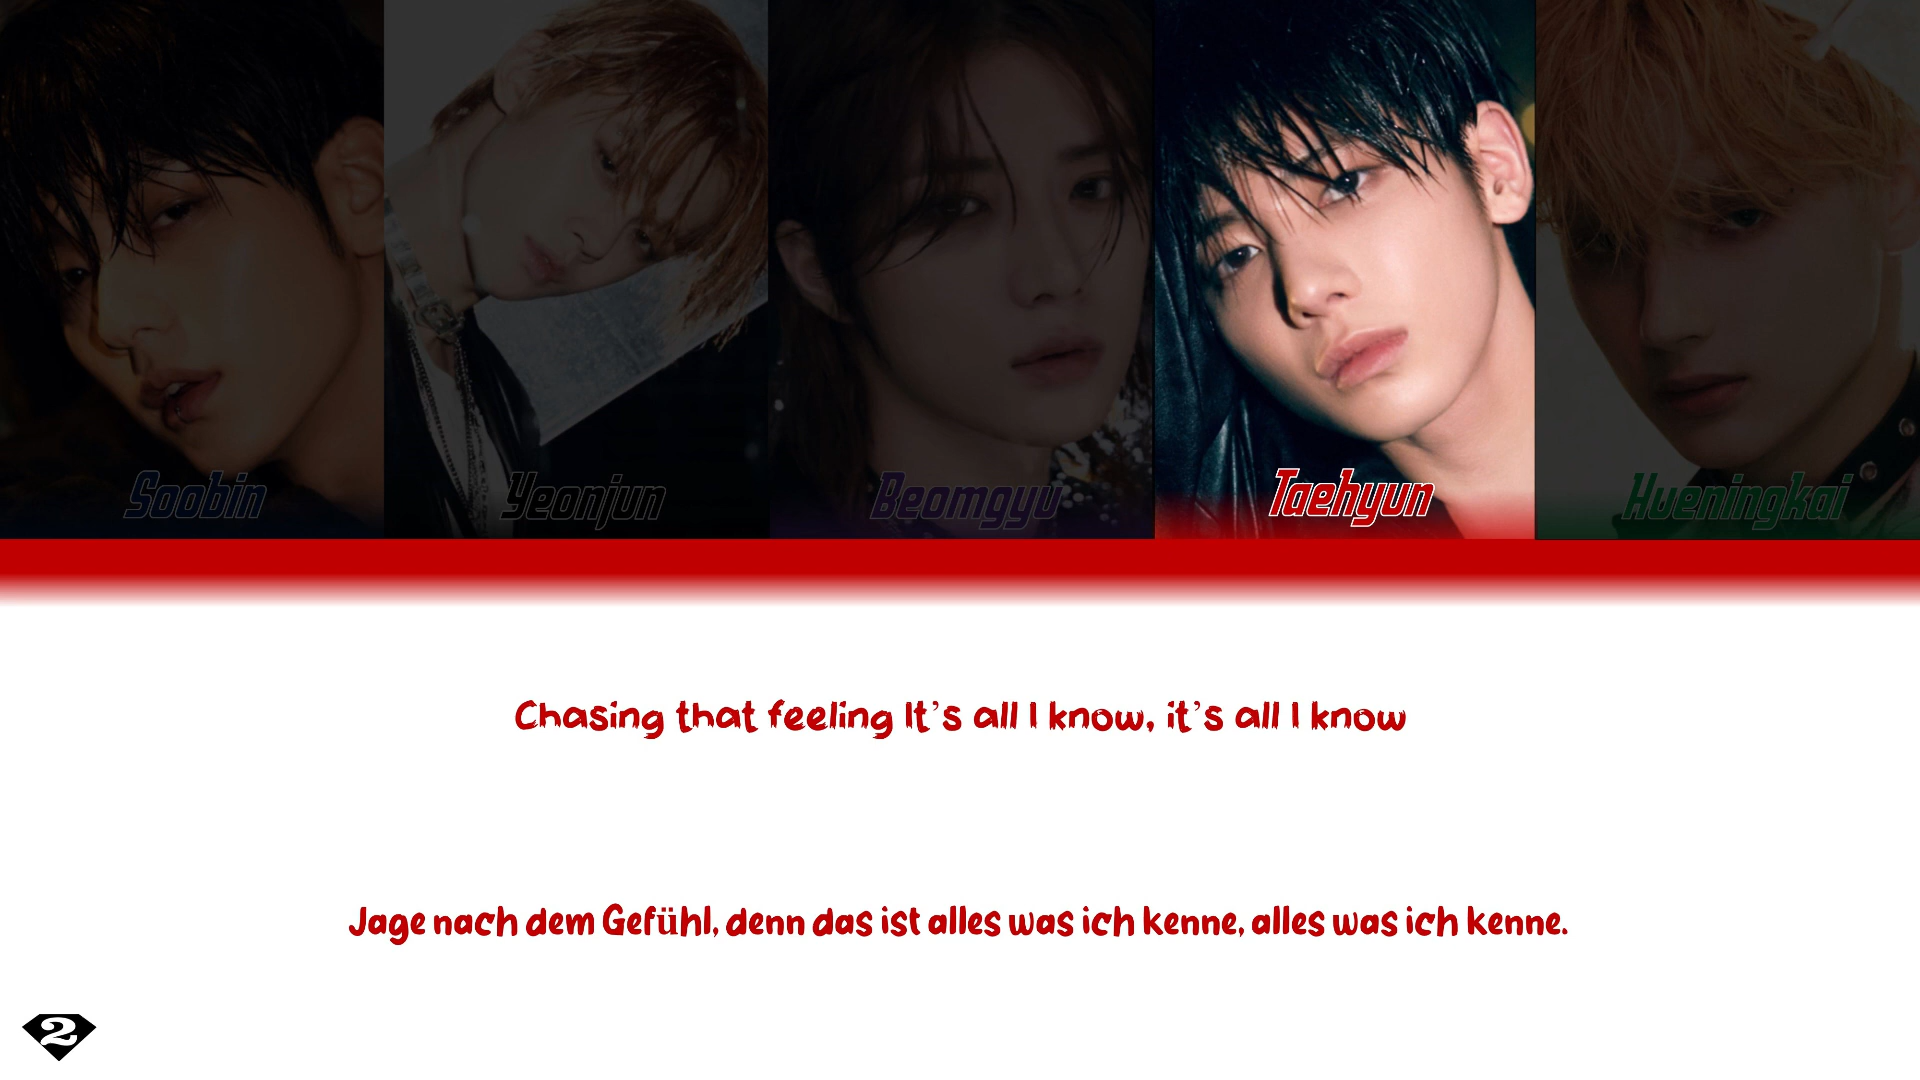 Soobin
Yeonjun
Beomgyu
Taehyun
Hueningkai
Chasing that feeling It's all I know, it's all I know
Jage nach dem Gefühl, denn das ist alles was ich kenne, alles was ich kenne.
2